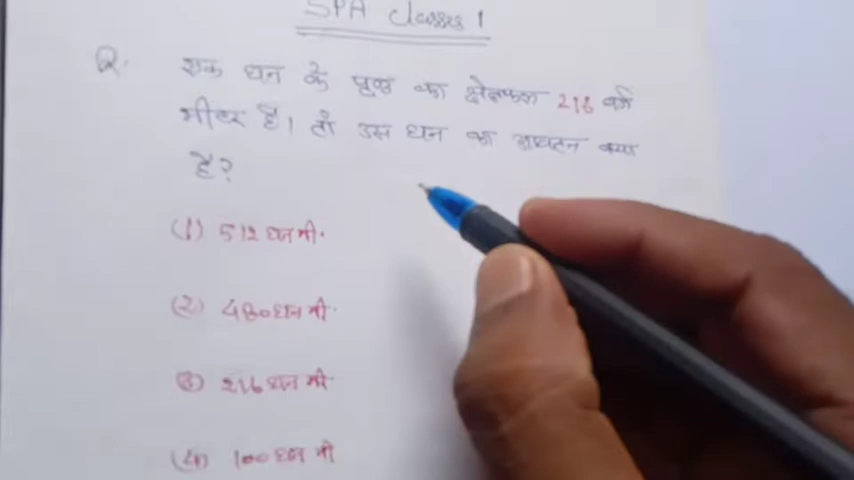 SPA Classes 1
Q. एक घन के पृष्ठ का क्षेत्रफल 216 वर्ग
मीटर है। तो उस घन का आयतन क्या
है?
(1) 512 घन मी.
(2) 480 घन मी.
(3) 216 घन मी.
(4) 100 घन मी